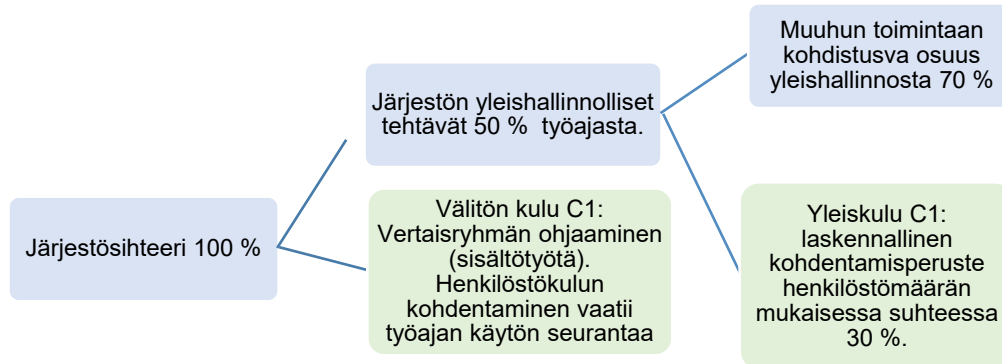 Järjestösihteeri 100 %
Järjestön yleishallinnolliset
tehtävät 50 %  työajasta.
Välitön kulu C1:
Vertaisryhmän ohjaaminen
(sisältötyötä).
Henkilöstökulun
kohdentaminen vaatii
työajan käytön seurantaa
Muuhun toimintaan
kohdistusva osuus
yleishallinnosta 70 %
Yleiskulu C1:
laskennallinen
kohdentamisperuste
henkilöstömäärän
mukaisessa suhteessa
30 %.